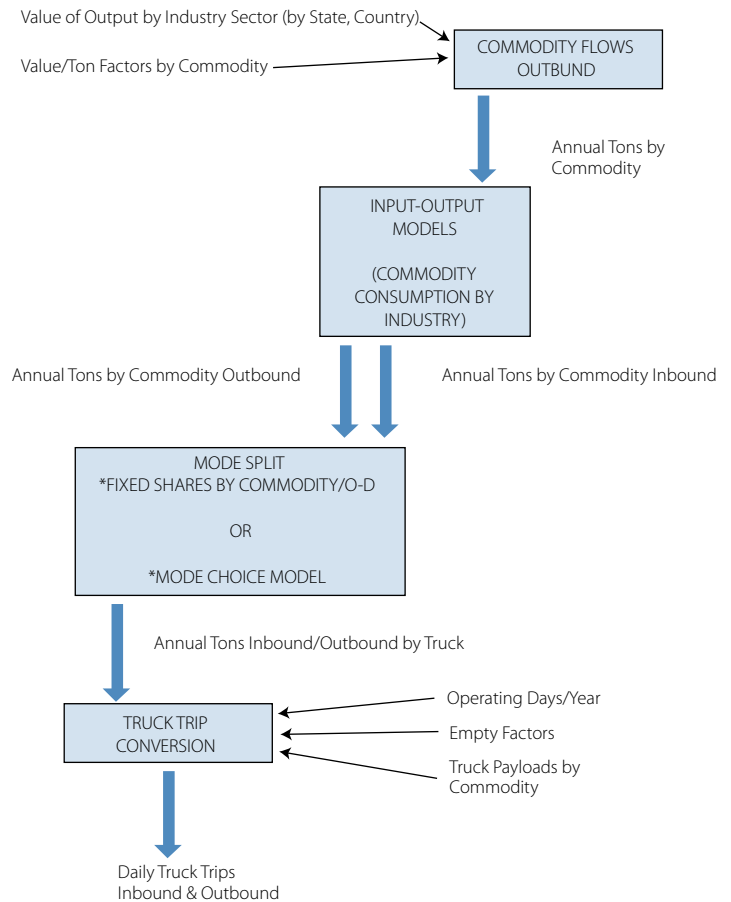 Value of Output by Industry Sector (by State, Country)
COMMODITY FLOWS
OUTBUND
Value/Ton Factors by Commodity
Annual Tons by
Commodity
INPUT-OUTPUT
MODELS
(COMMODITY
CONSUMPTION BY
INDUSTRY)
Annual Tons by Commodity Outbound
Annual Tons by Commodity Inbound
MODE SPLIT
*FIXED SHARES BY COMMODITY/O-D
OR
*MODE CHOICE MODEL
Annual Tons Inbound/Outbound by Truck
TRUCK TRIP
CONVERSION
Operating Days/Year
Empty Factors
Truck Payloads by
Commodity
Daily Truck Trips
Inbound & Outbound